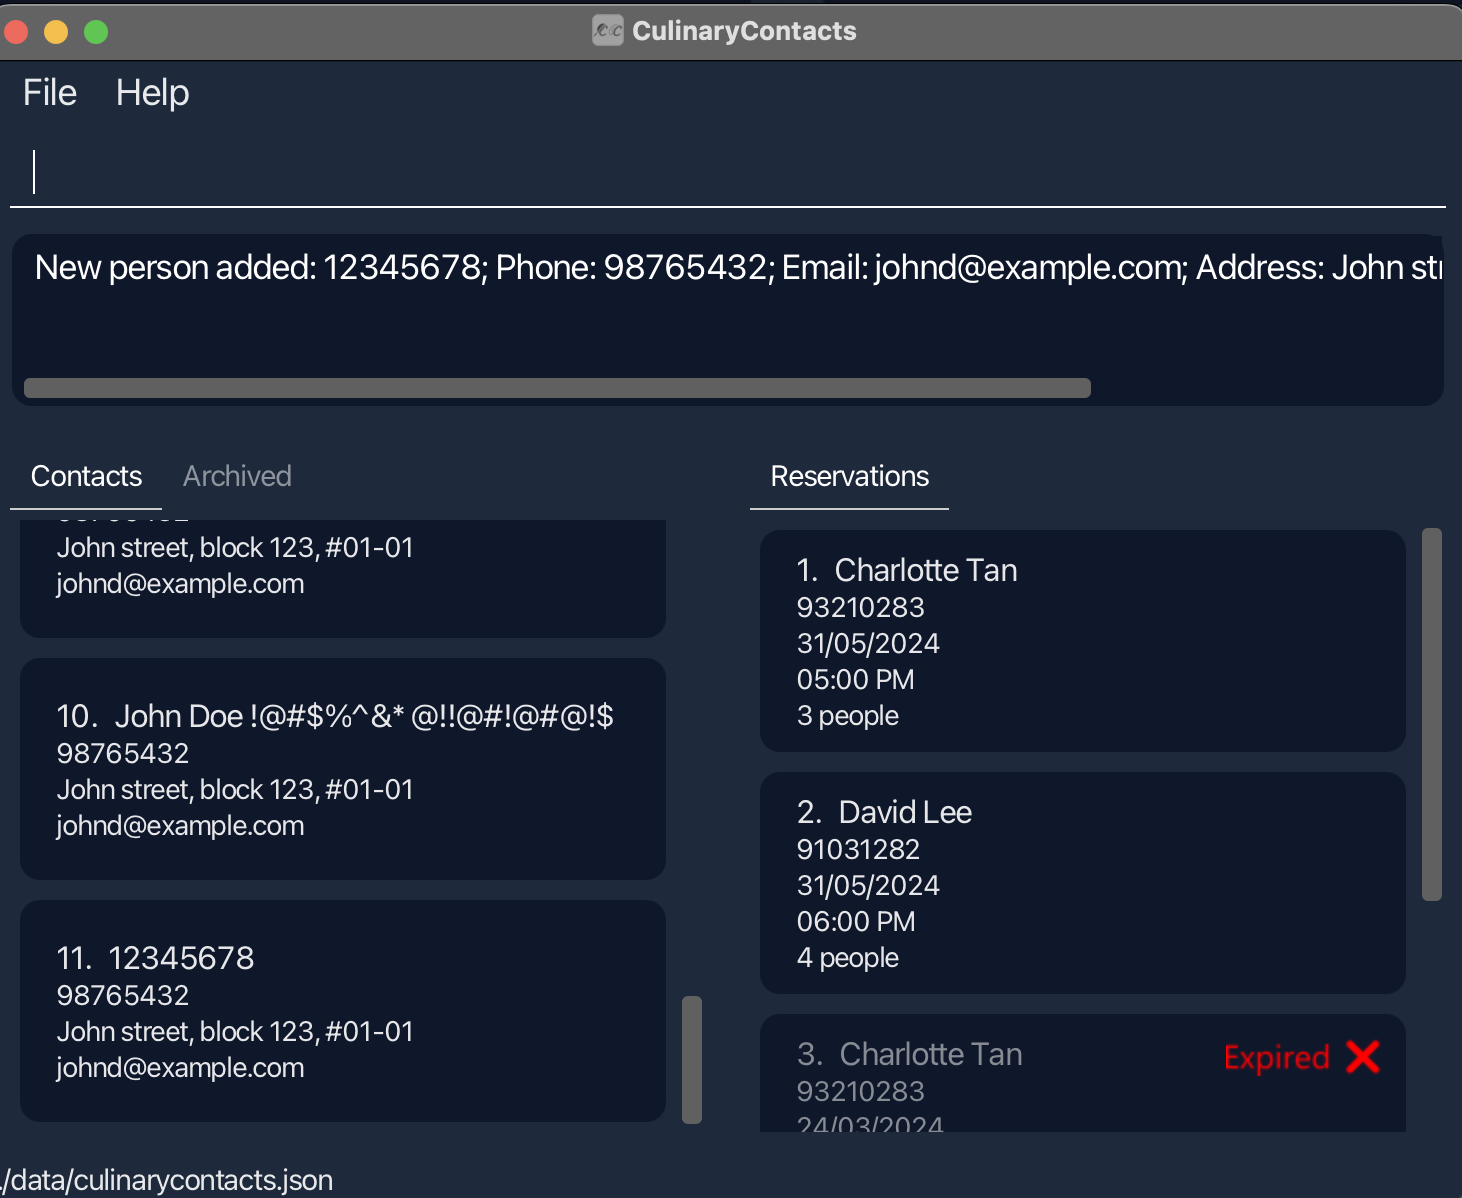 CulinaryContacts
File Help
New person added: 12345678; Phone: 98765432; Email: johnd@example.com; Address: John str
Contacts Archived
John street, block 123, #01-01
johnd@example.com
10. John Doe !@#$%^&* @!!@#!@#@!$
98765432
John street, block 123, #01-01
johnd@example.com
11. 12345678
98765432
John street, block 123, #01-01
johnd@example.com
Reservations
1. Charlotte Tan
93210283
31/05/2024
05:00 PM
3 people
2. David Lee
91031282
31/05/2024
06:00 PM
4 people
3. Charlotte Tan
Expired ❌
93210283
24/03/2024
./data/culinarycontacts.json